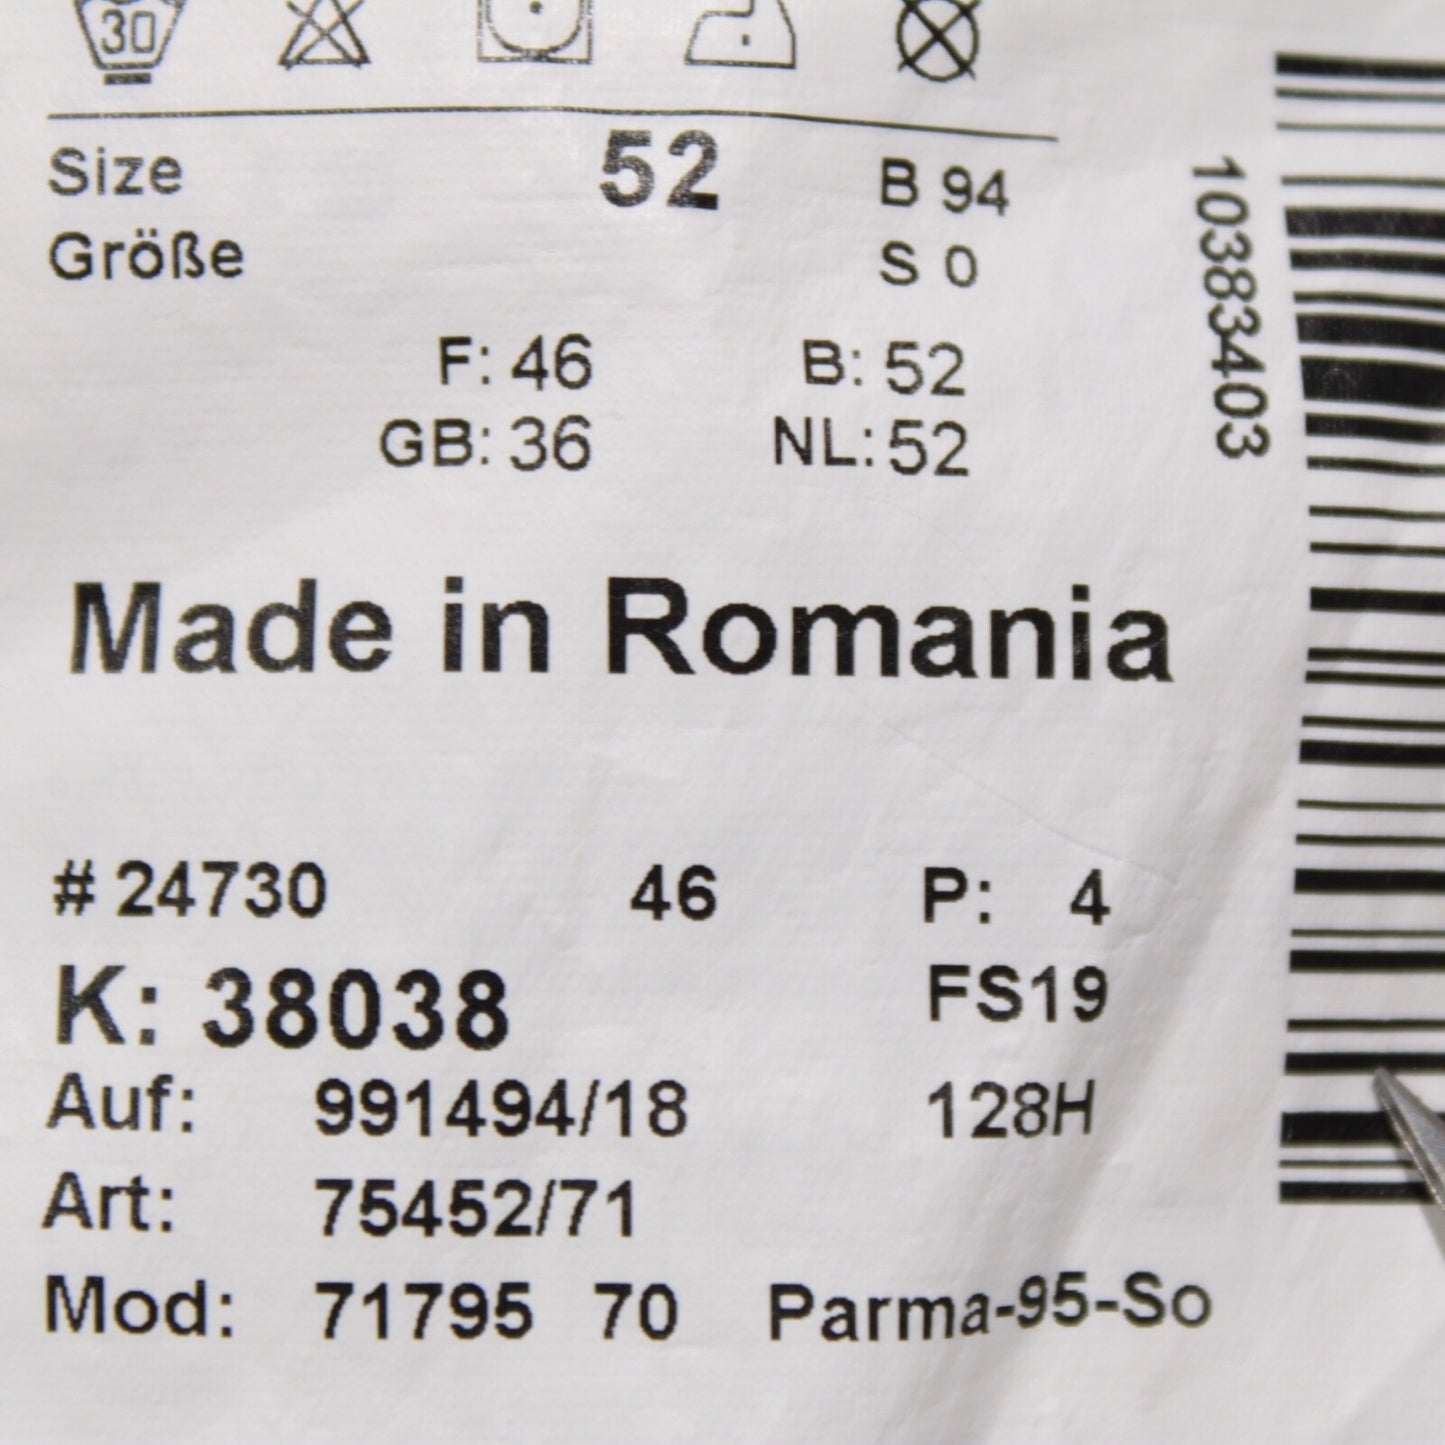 30
Size 52 B 94
Größe S 0
F: 46 B: 52
GB: 36 NL: 52
Made in Romania
# 24730 46 P: 4
K: 38038 FS19
Auf: 991494/18 128H
Art: 75452/71
Mod: 71795 70 Parma-95-So
10383403